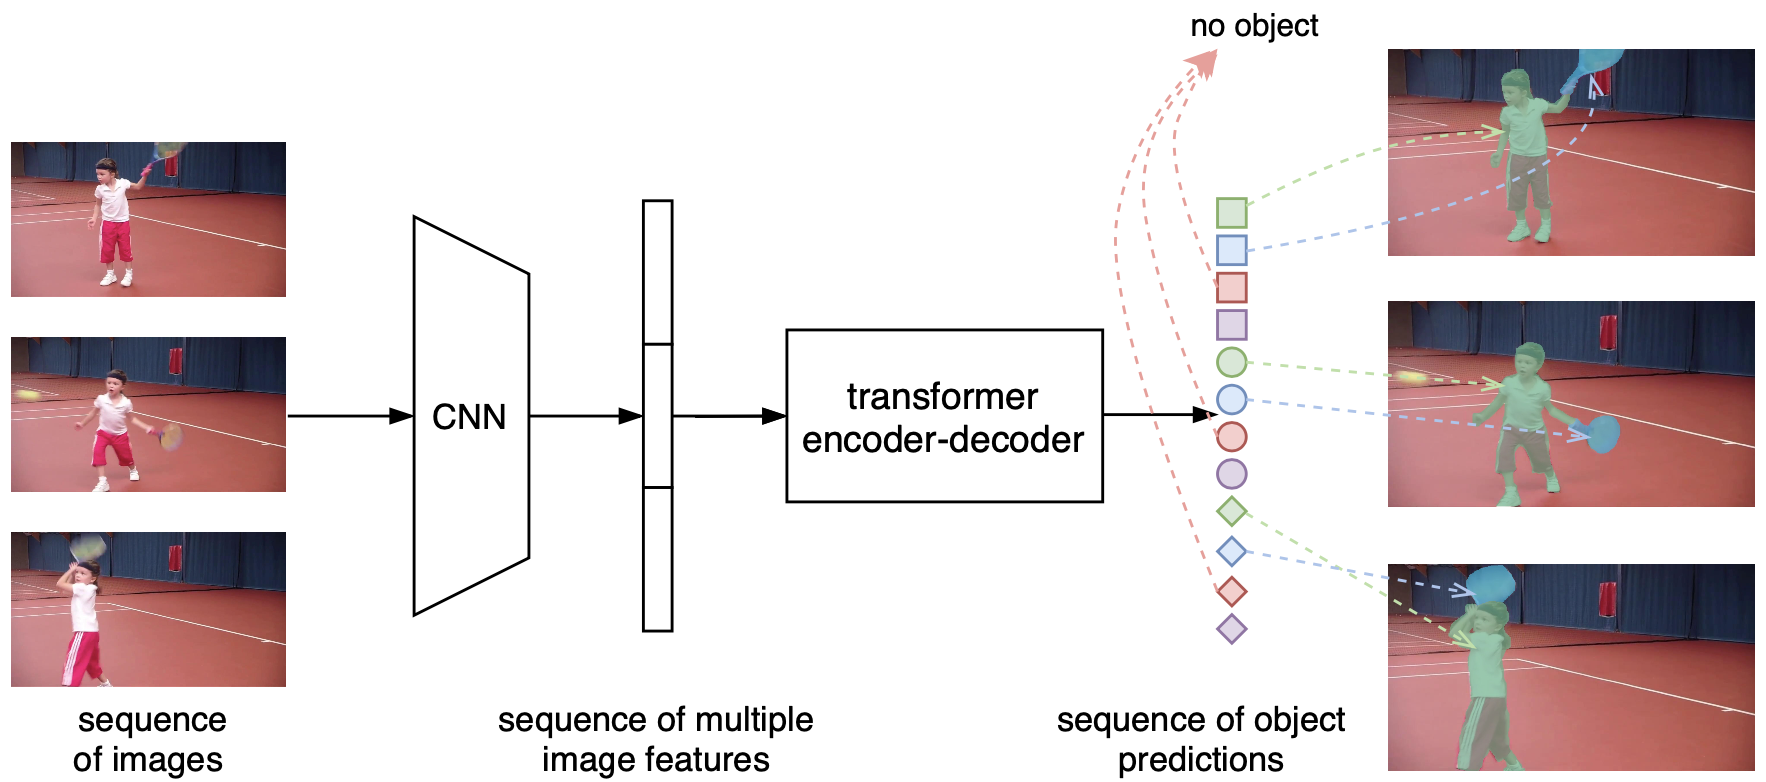 no object
CNN
transformer
encoder-decoder
sequence
of images
sequence of multiple
image features
sequence of object
predictions